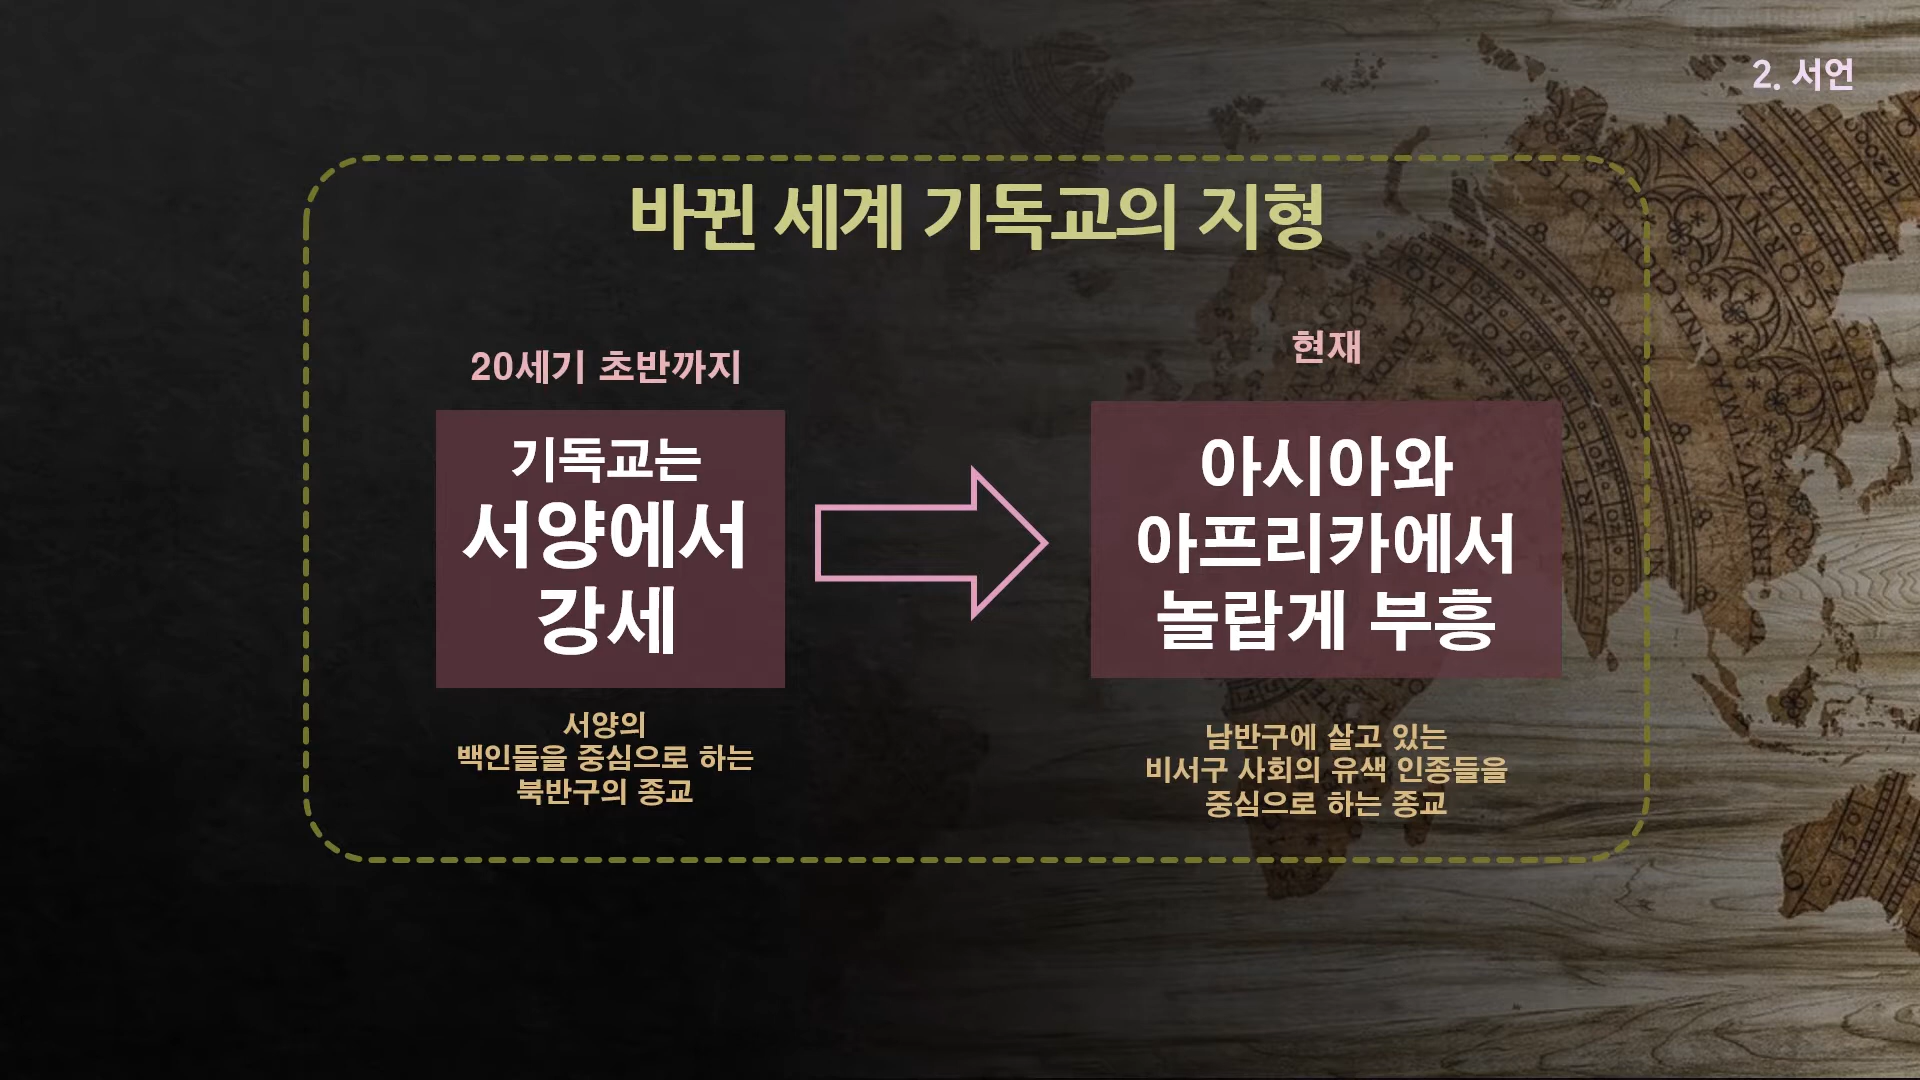 2. 서언
바뀐 세계 기독교의 지형
20세기 초반까지
기독교는
서양에서
강세
서양의
백인들을 중심으로 하는
북반구의 종교
현재
아시아와
아프리카에서
놀랍게 부흥
남반구에 살고 있는
비서구 사회의 유색 인종들을
중심으로 하는 종교